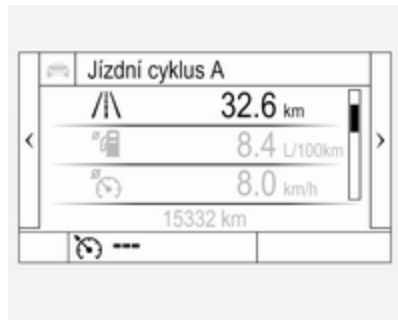 Jízdní cyklus A
32.6 km
ø 8.4 L/100km
ø 8.0 km/h
15332 km
---